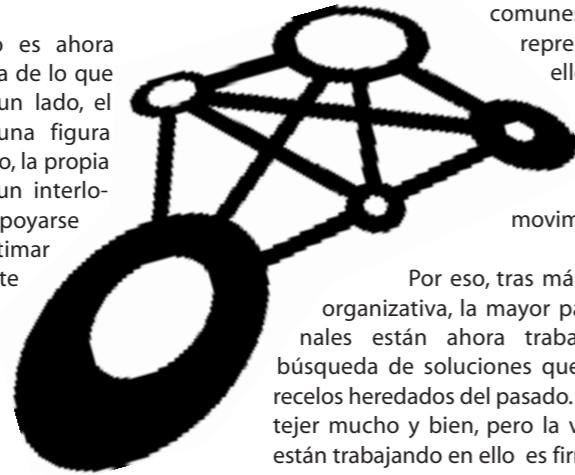 es ahora
a de lo que
un lado, el
una figura
o, la propia
un interlo-
poyarse
timar
te
comunes
repre
ell
movim
Por eso, tras má
organizativa, la mayor pa
nales están ahora traba
búsqueda de soluciones que
recelos heredados del pasado.
tejer mucho y bien, pero la v
están trabajando en ello es firm